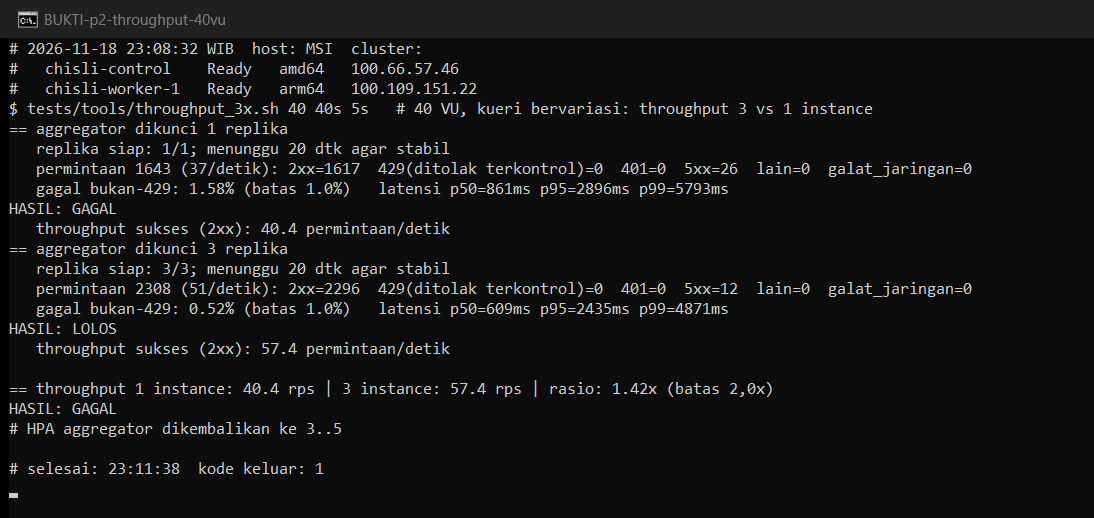 BUKTI-p2-throughput-40vu
# 2026-11-18 23:08:32 WIB  host: MSI  cluster:
#   chisli-control    Ready   amd64   100.66.57.46
#   chisli-worker-1   Ready   arm64   100.109.151.22
$ tests/tools/throughput_3x.sh 40 40s 5s   # 40 VU, kueri bervariasi: throughput 3 vs 1 instance
== aggregator dikunci 1 replika
   replika siap: 1/1; menunggu 20 dtk agar stabil
   permintaan 1643 (37/detik): 2xx=1617  429(ditolak terkontrol)=0  401=0  5xx=26  lain=0  galat_jaringan=0
   gagal bukan-429: 1.58% (batas 1.0%)   latensi p50=861ms p95=2896ms p99=5793ms
HASIL: GAGAL
   throughput sukses (2xx): 40.4 permintaan/detik
== aggregator dikunci 3 replika
   replika siap: 3/3; menunggu 20 dtk agar stabil
   permintaan 2308 (51/detik): 2xx=2296  429(ditolak terkontrol)=0  401=0  5xx=12  lain=0  galat_jaringan=0
   gagal bukan-429: 0.52% (batas 1.0%)   latensi p50=609ms p95=2435ms p99=4871ms
HASIL: LOLOS
   throughput sukses (2xx): 57.4 permintaan/detik
== throughput 1 instance: 40.4 rps | 3 instance: 57.4 rps | rasio: 1.42x (batas 2,0x)
HASIL: GAGAL
# HPA aggregator dikembalikan ke 3..5
# selesai: 23:11:38  kode keluar: 1